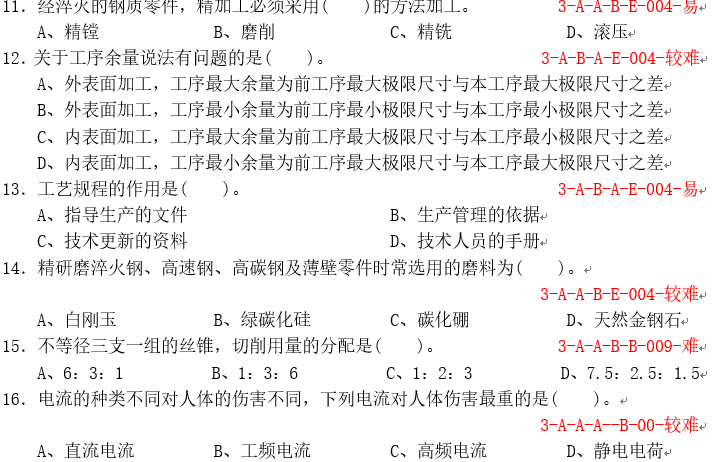 11. 经淬火的钢质零件，精加工必须采用(    )的方法加工。 3-A-A-B-E-004-易
A、精镗 B、磨削 C、精铣 D、滚压
12. 关于工序余量说法有问题的是(    )。 3-A-B-A-E-004-较难
A、外表面加工，工序最大余量为前工序最大极限尺寸与本工序最大极限尺寸之差
B、外表面加工，工序最小余量为前工序最小极限尺寸与本工序最小极限尺寸之差
C、内表面加工，工序最大余量为前工序最大极限尺寸与本工序最小极限尺寸之差
D、内表面加工，工序最小余量为前工序最大极限尺寸与本工序最大极限尺寸之差
13. 工艺规程的作用是(    )。 3-A-B-A-E-004-易
A、指导生产的文件 B、生产管理的依据
C、技术更新的资料 D、技术人员的手册
14. 精研磨淬火钢、高速钢、高碳钢及薄壁零件时常选用的磨料为(    )。
3-A-A-B-E-004-较难
A、白刚玉 B、绿碳化硅 C、碳化硼 D、天然金钢石
15. 不等径三支一组的丝锥，切削用量的分配是(    )。 3-A-A-B-B-009-难
A、6：3：1 B、1：3：6 C、1：2：3 D、7.5：2.5：1.5
16. 电流的种类不同对人体的伤害不同，下列电流对人体伤害最重的是(    )。
3-A-A-A--B-00-较难
A、直流电流 B、工频电流 C、高频电流 D、静电电荷